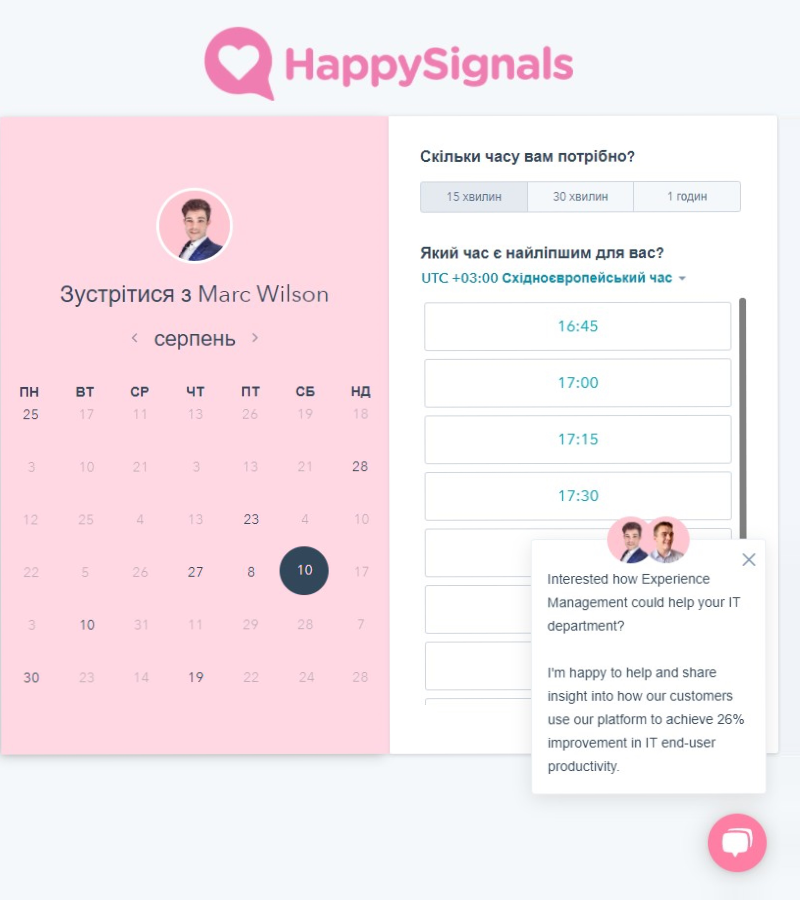 HappySignals
Зустрітися з Marc Wilson
серпень
ПН ВТ СР ЧТ ПТ СБ НД
25 17 11 13 26 19 18
3 10 21 3 13 21 28
12 25 4 13 23 4 10
22 5 26 27 8 10 17
3 10 31 11 29 28 7
30 23 14 19 22 24 28
Скільки часу вам потрібно?
15 хвилин 30 хвилин 1 годин
Який час є найліпшим для вас?
UTC +03:00 Східноєвропейський час
16:45
17:00
17:15
17:30
Interested how Experience
Management could help your IT
department?
I'm happy to help and share
insight into how our customers
use our platform to achieve 26%
improvement in IT end-user
productivity.